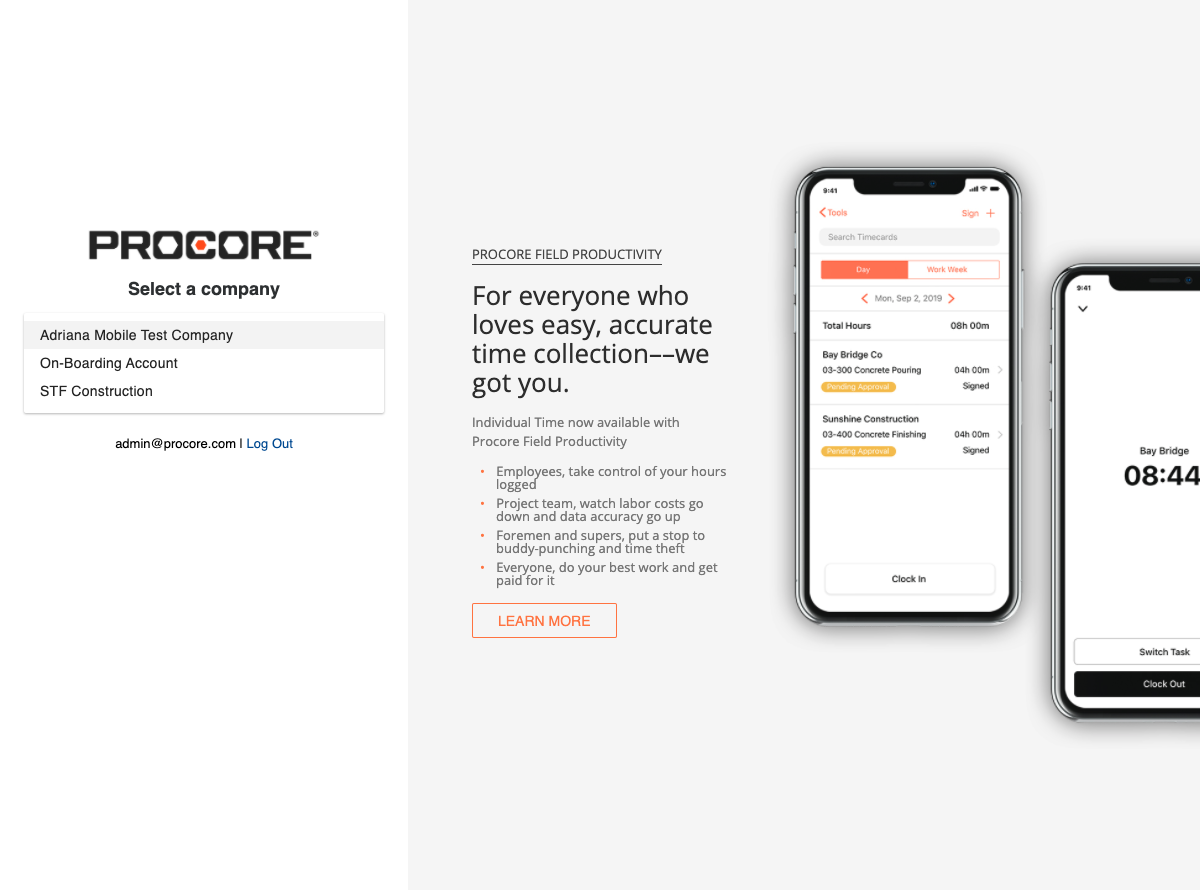 PROCORE®
Select a company
Adriana Mobile Test Company
On-Boarding Account
STF Construction
admin@procore.com | Log Out
PROCORE FIELD PRODUCTIVITY
For everyone who
loves easy, accurate
time collection––we
got you.
Individual Time now available with
Procore Field Productivity
• Employees, take control of your hours
logged
• Project team, watch labor costs go
down and data accuracy go up
• Foremen and supers, put a stop to
buddy-punching and time theft
• Everyone, do your best work and get
paid for it
LEARN MORE
9:41
Tools Sign +
Search Timecards
Day Work Week
Mon, Sep 2, 2019
Total Hours 08h 00m
Bay Bridge Co
03-300 Concrete Pouring 04h 00m
Pending Approval Signed
Sunshine Construction
03-400 Concrete Finishing 04h 00m
Pending Approval Signed
Clock In
9:41
Bay Bridge
08:44
Switch Task
Clock Out